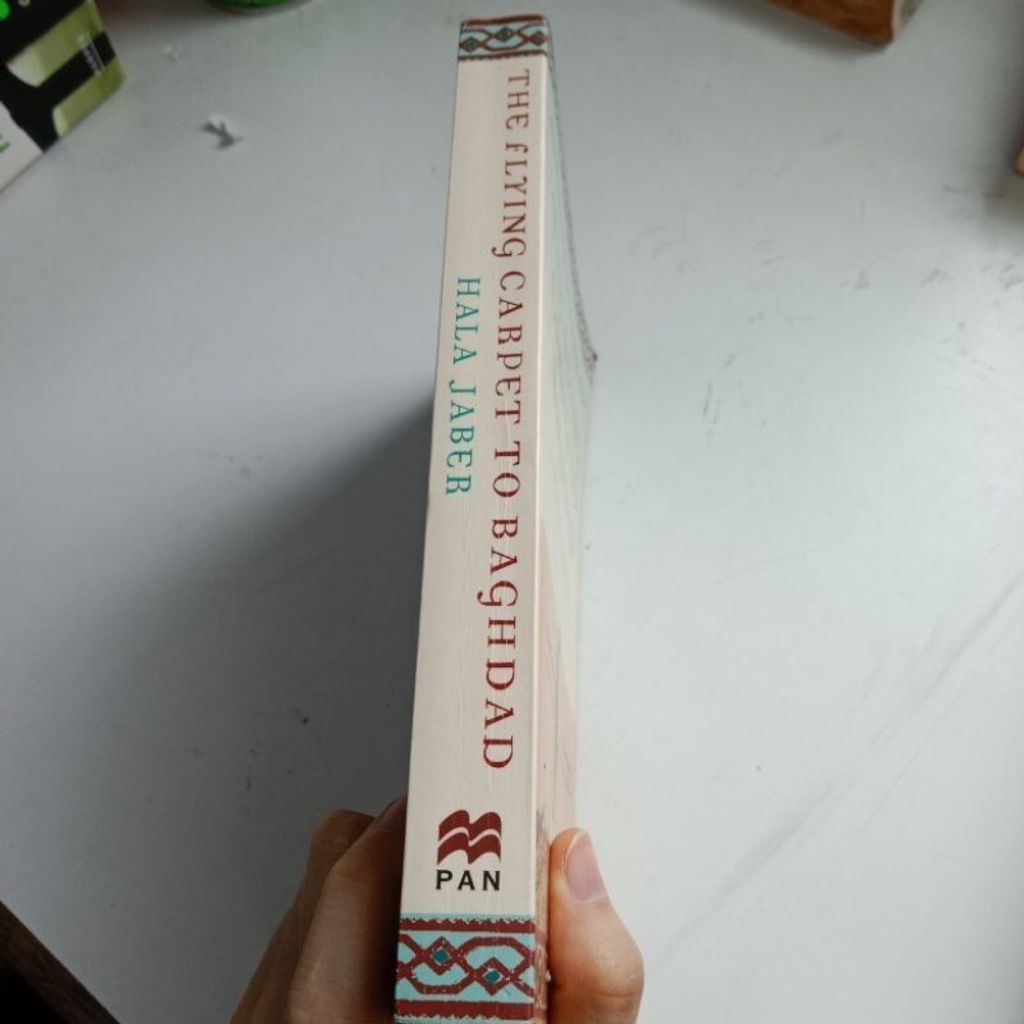 THE FLYING CARPET TO BAGHDAD
HALA JABER
PAN